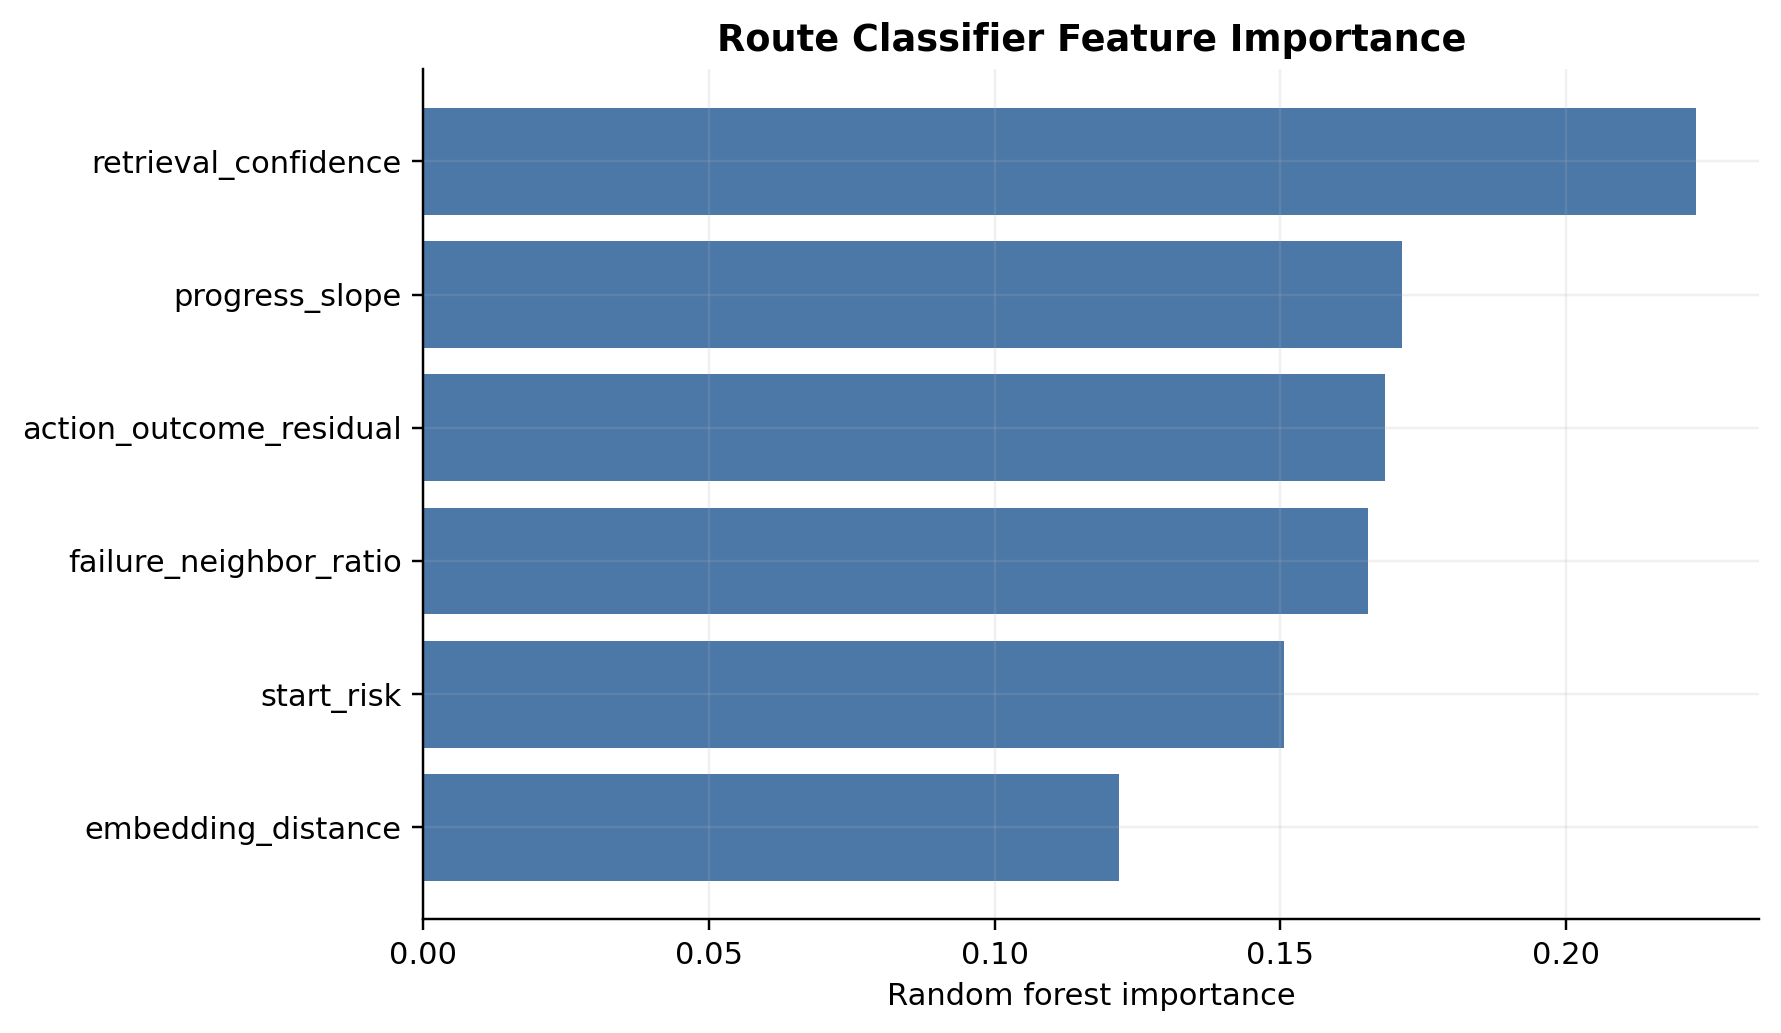 Route Classifier Feature Importance
retrieval_confidence
progress_slope
action_outcome_residual
failure_neighbor_ratio
start_risk
embedding_distance
0.00 0.05 0.10 0.15 0.20
Random forest importance